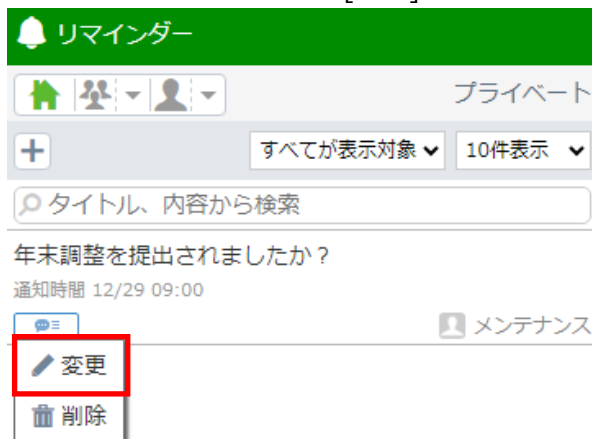 リマインダー
プライベート
すべてが表示対象 10件表示
タイトル、内容から検索
年末調整を提出されましたか？
通知時間 12/29 09:00
メンテナンス
変更
削除